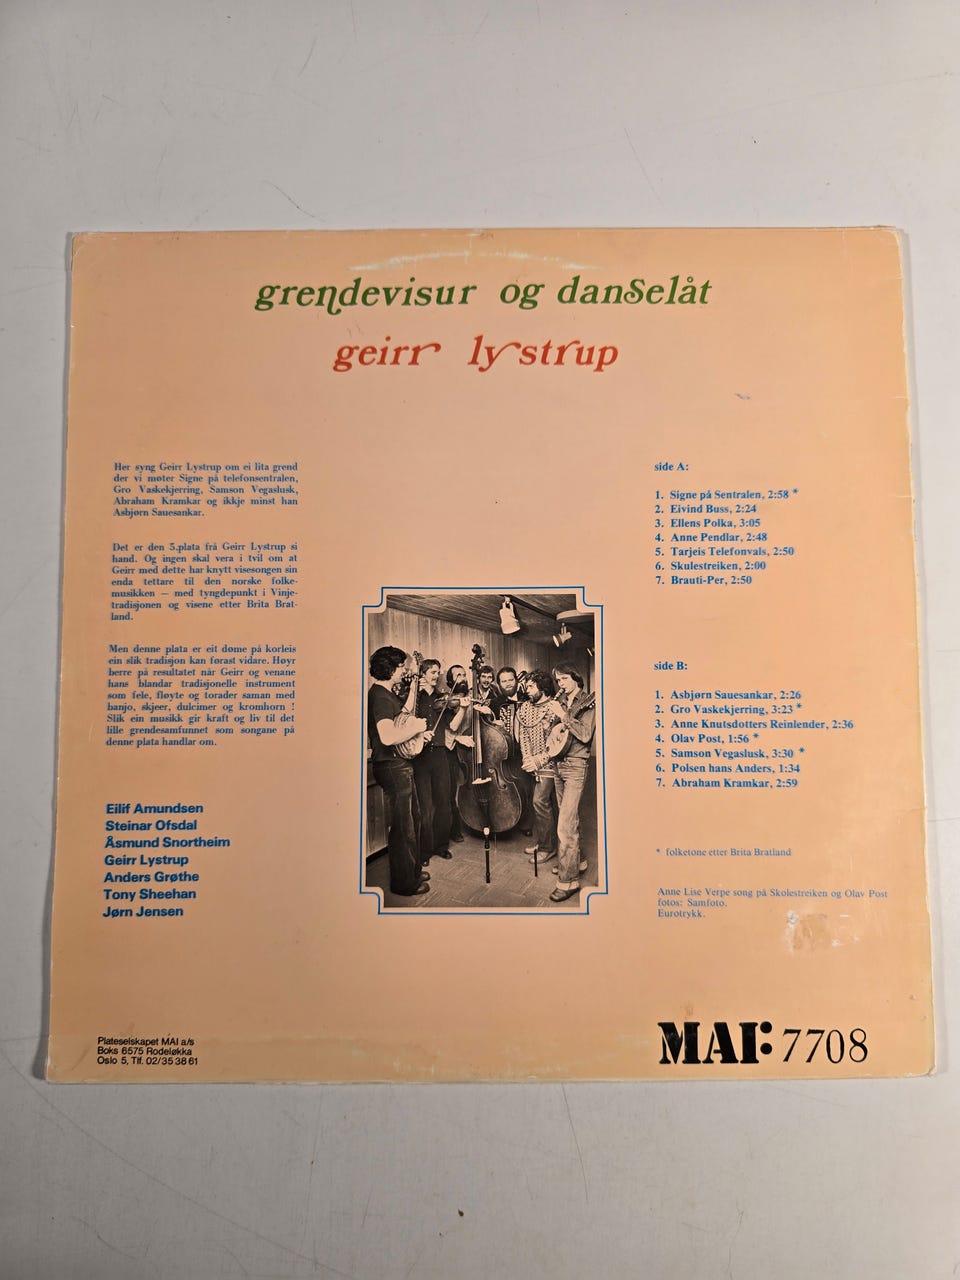 grendevisur og danselåt
geirr lystrup
Her syng Geirr Lystrup om ei lita grend
der vi møter Signe på telefonsentralen,
Gro Vaskekjerring, Samson Vegaslusk,
Abraham Kramkar og ikkje minst han
Asbjørn Sauesankar.
Det er den 5.plata frå Geirr Lystrup si
hand. Og ingen skal vera i tvil om at
Geirr med dette har knytt visesongen sin
enda tettare til den norske folke-
musikken — med tyngdepunkt i Vinje-
tradisjonen og visene etter Brita Brat-
land.
Men denne plata er eit døme på korleis
ein slik tradisjon kan førast vidare. Høyr
berre på resultatet når Geirr og venane
hans blandar tradisjonelle instrument
som fele, fløyte og torader saman med
banjo, skjeer, dulcimer og kromhorn !
Slik ein musikk gir kraft og liv til det
lille grendesamfunnet som songane på
denne plata handlar om.
Eilif Amundsen
Steinar Ofsdal
Åsmund Snortheim
Geirr Lystrup
Anders Grøthe
Tony Sheehan
Jørn Jensen
Plateselskapet MAI a/s
Boks 6575 Rodeløkka
Oslo 5, Tlf. 02/35 38 61
side A:
1. Signe på Sentralen, 2:58 *
2. Eivind Buss, 2:24
3. Ellens Polka, 3:05
4. Anne Pendlar, 2:48
5. Tarjeis Telefonvals, 2:50
6. Skulestreiken, 2:00
7. Brauti-Per, 2:50
side B:
1. Asbjørn Sauesankar, 2:26
2. Gro Vaskekjerring, 3:23 *
3. Anne Knutsdotters Reinlender, 2:36
4. Olav Post, 1:56 *
5. Samson Vegaslusk, 3:30 *
6. Polsen hans Anders, 1:34
7. Abraham Kramkar, 2:59
* folketone etter Brita Bratland
Anne Lise Verpe song på Skolestreiken og Olav Post
fotos: Samfoto.
Eurotrykk.
MAI: 7708